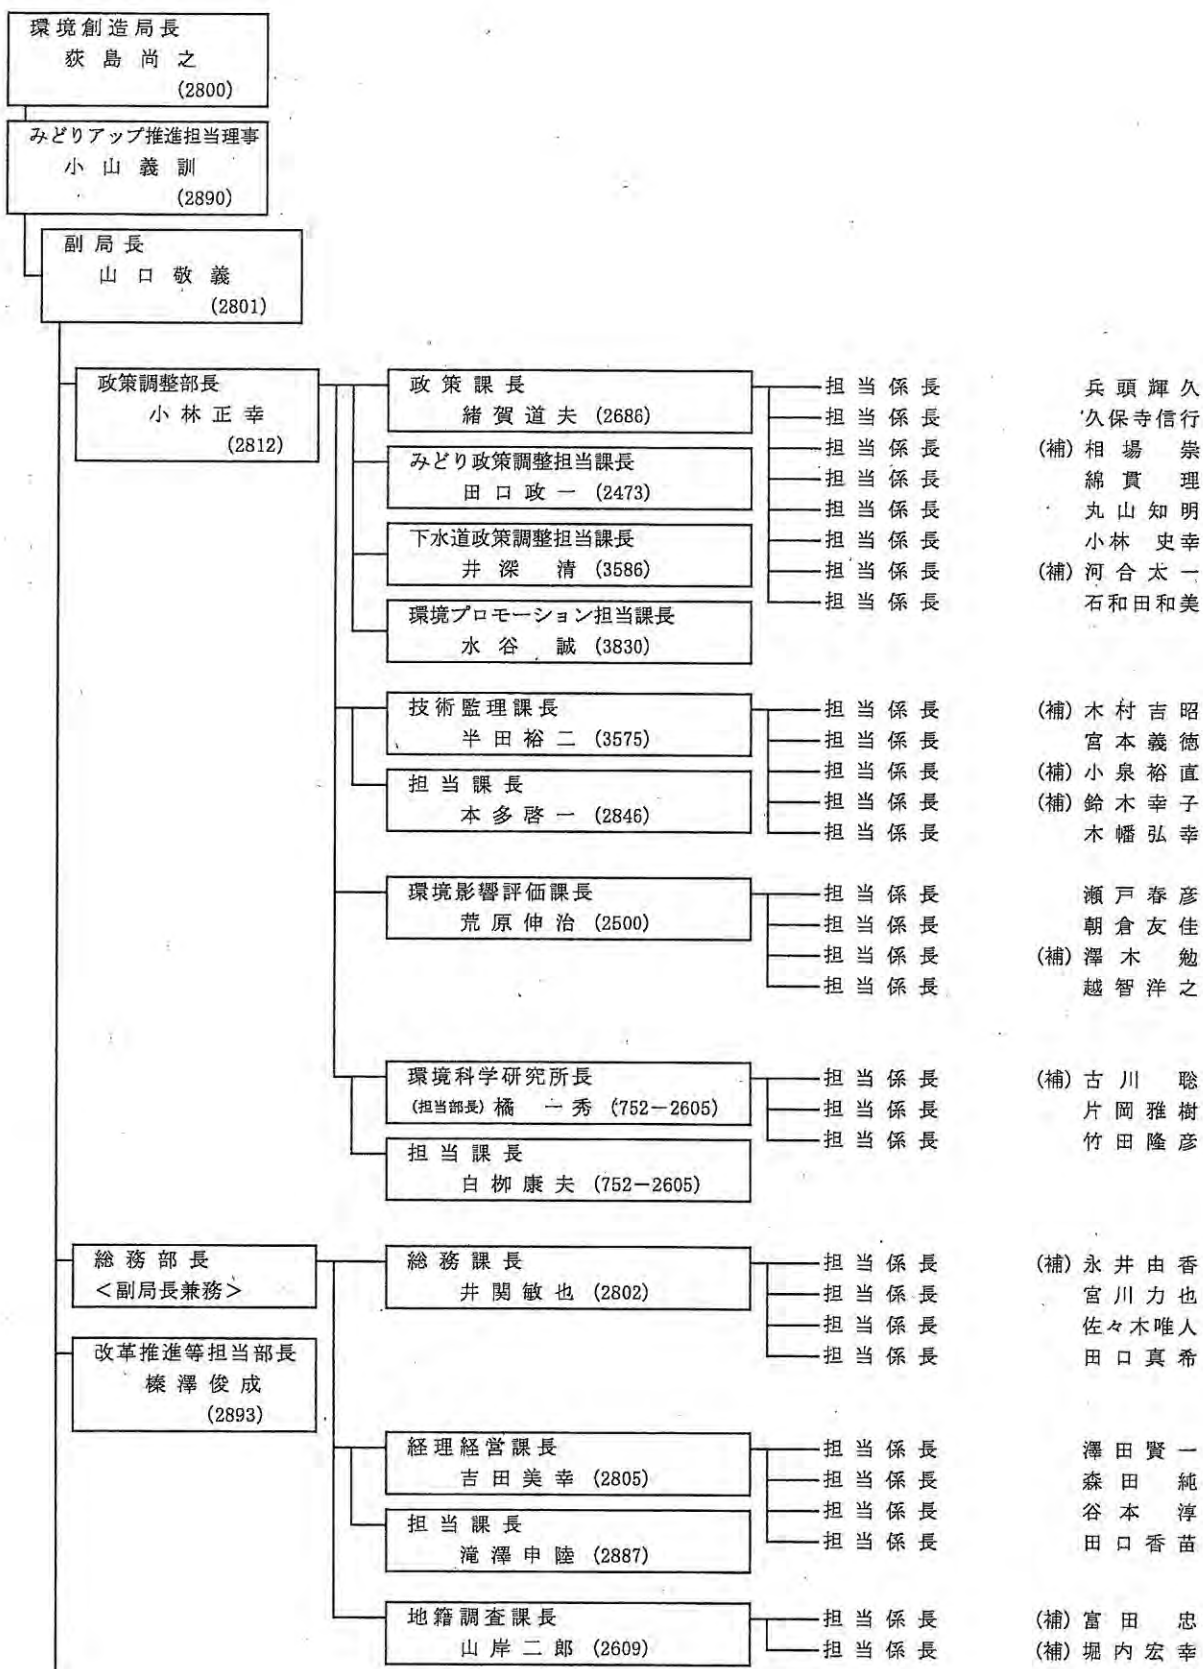 環境創造局長
荻島尚之
(2800)
みどりアップ推進担当理事
小山義訓
(2890)
副局長
山口敬義
(2801)
政策調整部長
小林正幸
(2812)
政策課長
緒賀道夫 (2686)
みどり政策調整担当課長
田口政一 (2473)
下水道政策調整担当課長
井深 清 (3586)
環境プロモーション担当課長
水谷 誠 (3830)
担当係長 兵頭輝久
担当係長 久保寺信行
担当係長 (補) 相場 崇
担当係長 綿貫 理
担当係長 丸山知明
担当係長 小林 史幸
担当係長 (補) 河合太一
担当係長 石和田和美
技術監理課長
半田裕二 (3575)
担当課長
本多啓一 (2846)
担当係長 (補) 木村吉昭
担当係長 宮本義徳
担当係長 (補) 小泉裕直
担当係長 (補) 鈴木幸子
担当係長 木幡弘幸
環境影響評価課長
荒原伸治 (2500)
担当係長 瀬戸春彦
担当係長 朝倉友佳
担当係長 (補) 澤木 勉
担当係長 越智洋之
環境科学研究所長
(担当部長) 橘 一秀 (752-2605)
担当課長
白柳康夫 (752-2605)
担当係長 (補) 古川 聡
担当係長 片岡雅樹
担当係長 竹田隆彦
総務部長
<副局長兼務>
改革推進等担当部長
榛澤俊成
(2893)
総務課長
井関敏也 (2802)
担当係長 (補) 永井由香
担当係長 宮川力也
担当係長 佐々木唯人
担当係長 田口真希
経理経営課長
吉田美幸 (2805)
担当課長
滝澤申陸 (2887)
担当係長 澤田賢一
担当係長 森田 純
担当係長 谷本 淳
担当係長 田口香苗
地籍調査課長
山岸二郎 (2609)
担当係長 (補) 富田 忠
担当係長 (補) 堀内宏幸